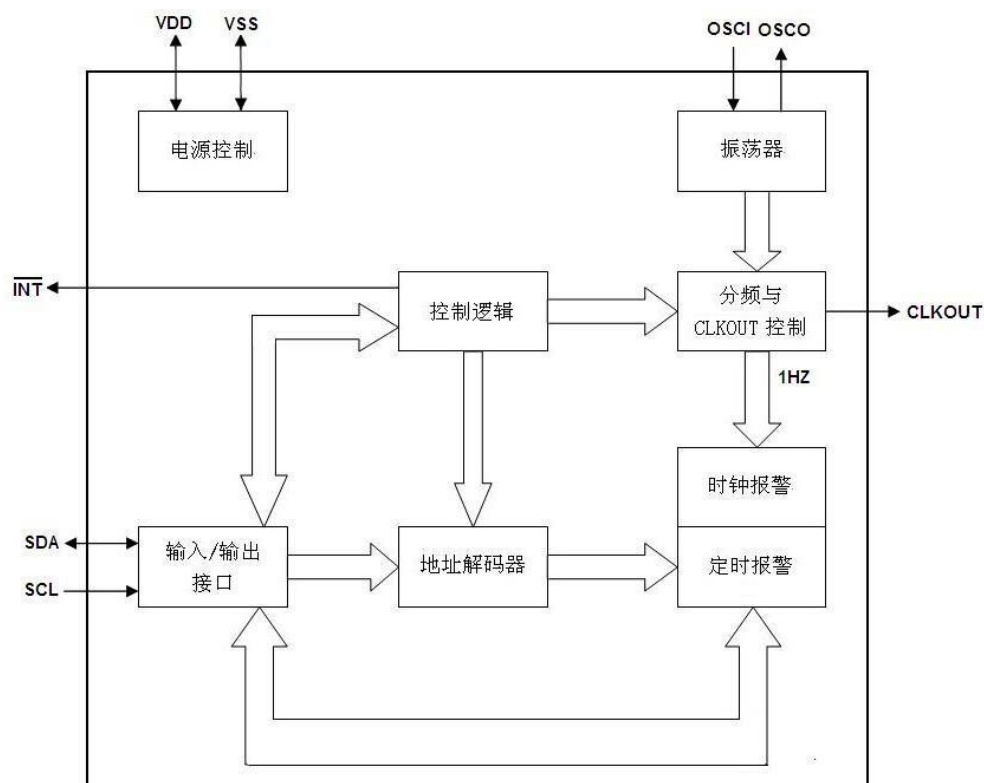 VDD
VSS
OSCI
OSCO
电源控制
振荡器
INT
控制逻辑
分频与
CLKOUT 控制
CLKOUT
1HZ
时钟报警
SDA
输入/输出
接口
SCL
地址解码器
定时报警